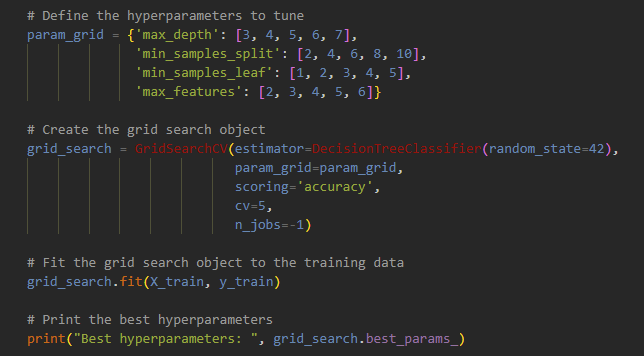 # Define the hyperparameters to tune
param_grid = {'max_depth': [3, 4, 5, 6, 7],
'min_samples_split': [2, 4, 6, 8, 10],
'min_samples_leaf': [1, 2, 3, 4, 5],
'max_features': [2, 3, 4, 5, 6]}
# Create the grid search object
grid_search = GridSearchCV(estimator=DecisionTreeClassifier(random_state=42),
param_grid=param_grid,
scoring='accuracy',
cv=5,
n_jobs=-1)
# Fit the grid search object to the training data
grid_search.fit(X_train, y_train)
# Print the best hyperparameters
print("Best hyperparameters: ", grid_search.best_params_)